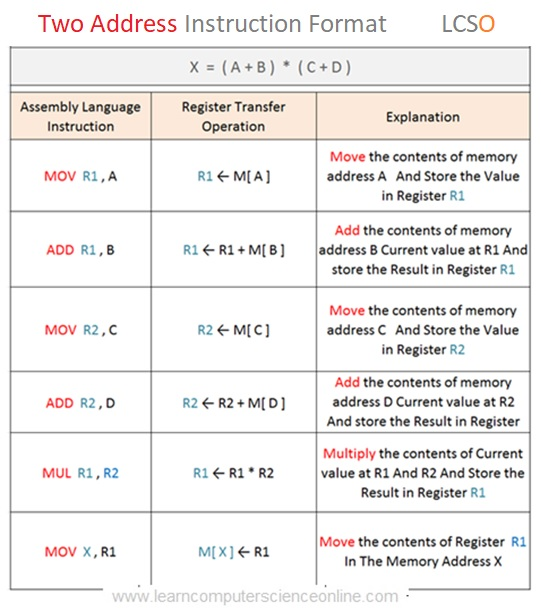 Two Address Instruction Format LCSO
X = ( A + B ) * ( C + D )
Assembly Language
Instruction
Register Transfer
Operation
Explanation
MOV R1 , A
R1 ← M[ A ]
Move the contents of memory
address A And Store the Value
in Register R1
ADD R1 , B
R1 ← R1 + M[ B ]
Add the contents of memory
address B Current value at R1 And
store the Result in Register R1
MOV R2 , C
R2 ← M[ C ]
Move the contents of memory
address C And Store the Value
in Register R2
ADD R2 , D
R2 ← R2 + M[ D ]
Add the contents of memory
address D Current value at R2
And store the Result in Register
MUL R1 , R2
R1 ← R1 * R2
Multiply the contents of Current
value at R1 And R2 And Store the
Result in Register R1
MOV X , R1
M[ X ] ← R1
Move the contents of Register R1
In The Memory Address X
www.learncomputerscienceonline.com